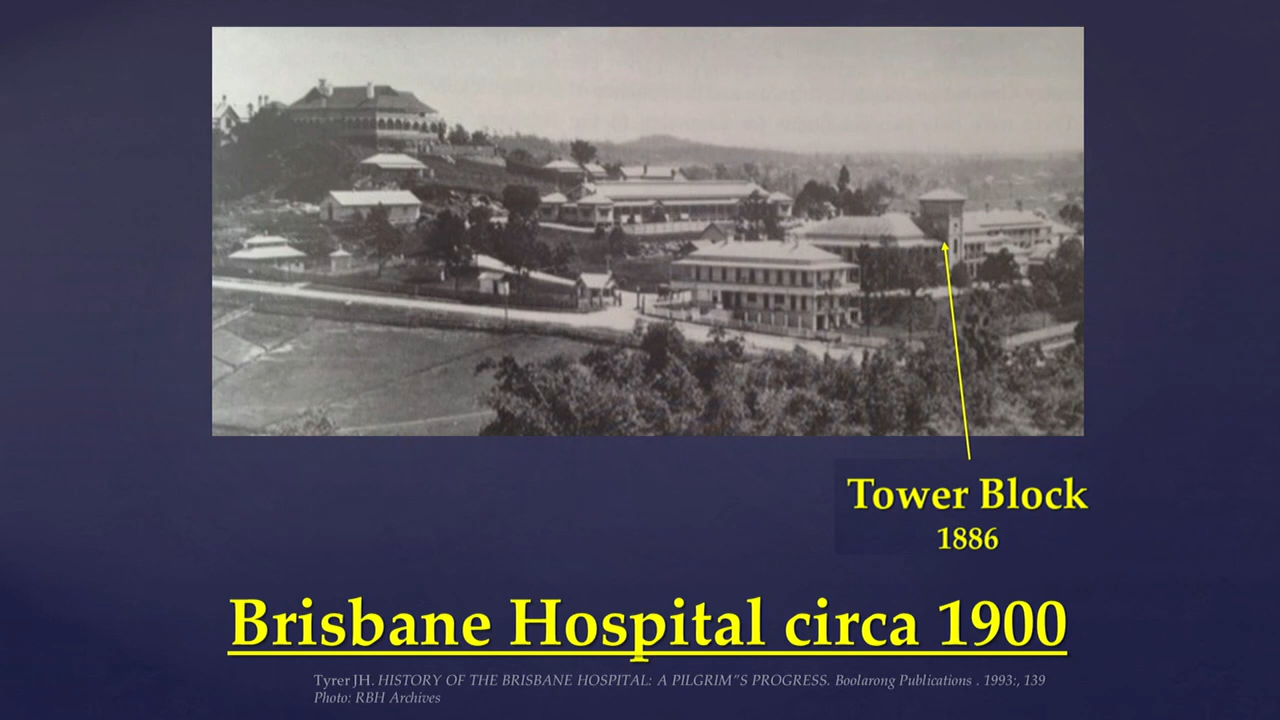 Tower Block
1886
Brisbane Hospital circa 1900
Tyrer JH. HISTORY OF THE BRISBANE HOSPITAL: A PILGRIM"S PROGRESS. Boolarong Publications . 1993:, 139
Photo: RBH Archives